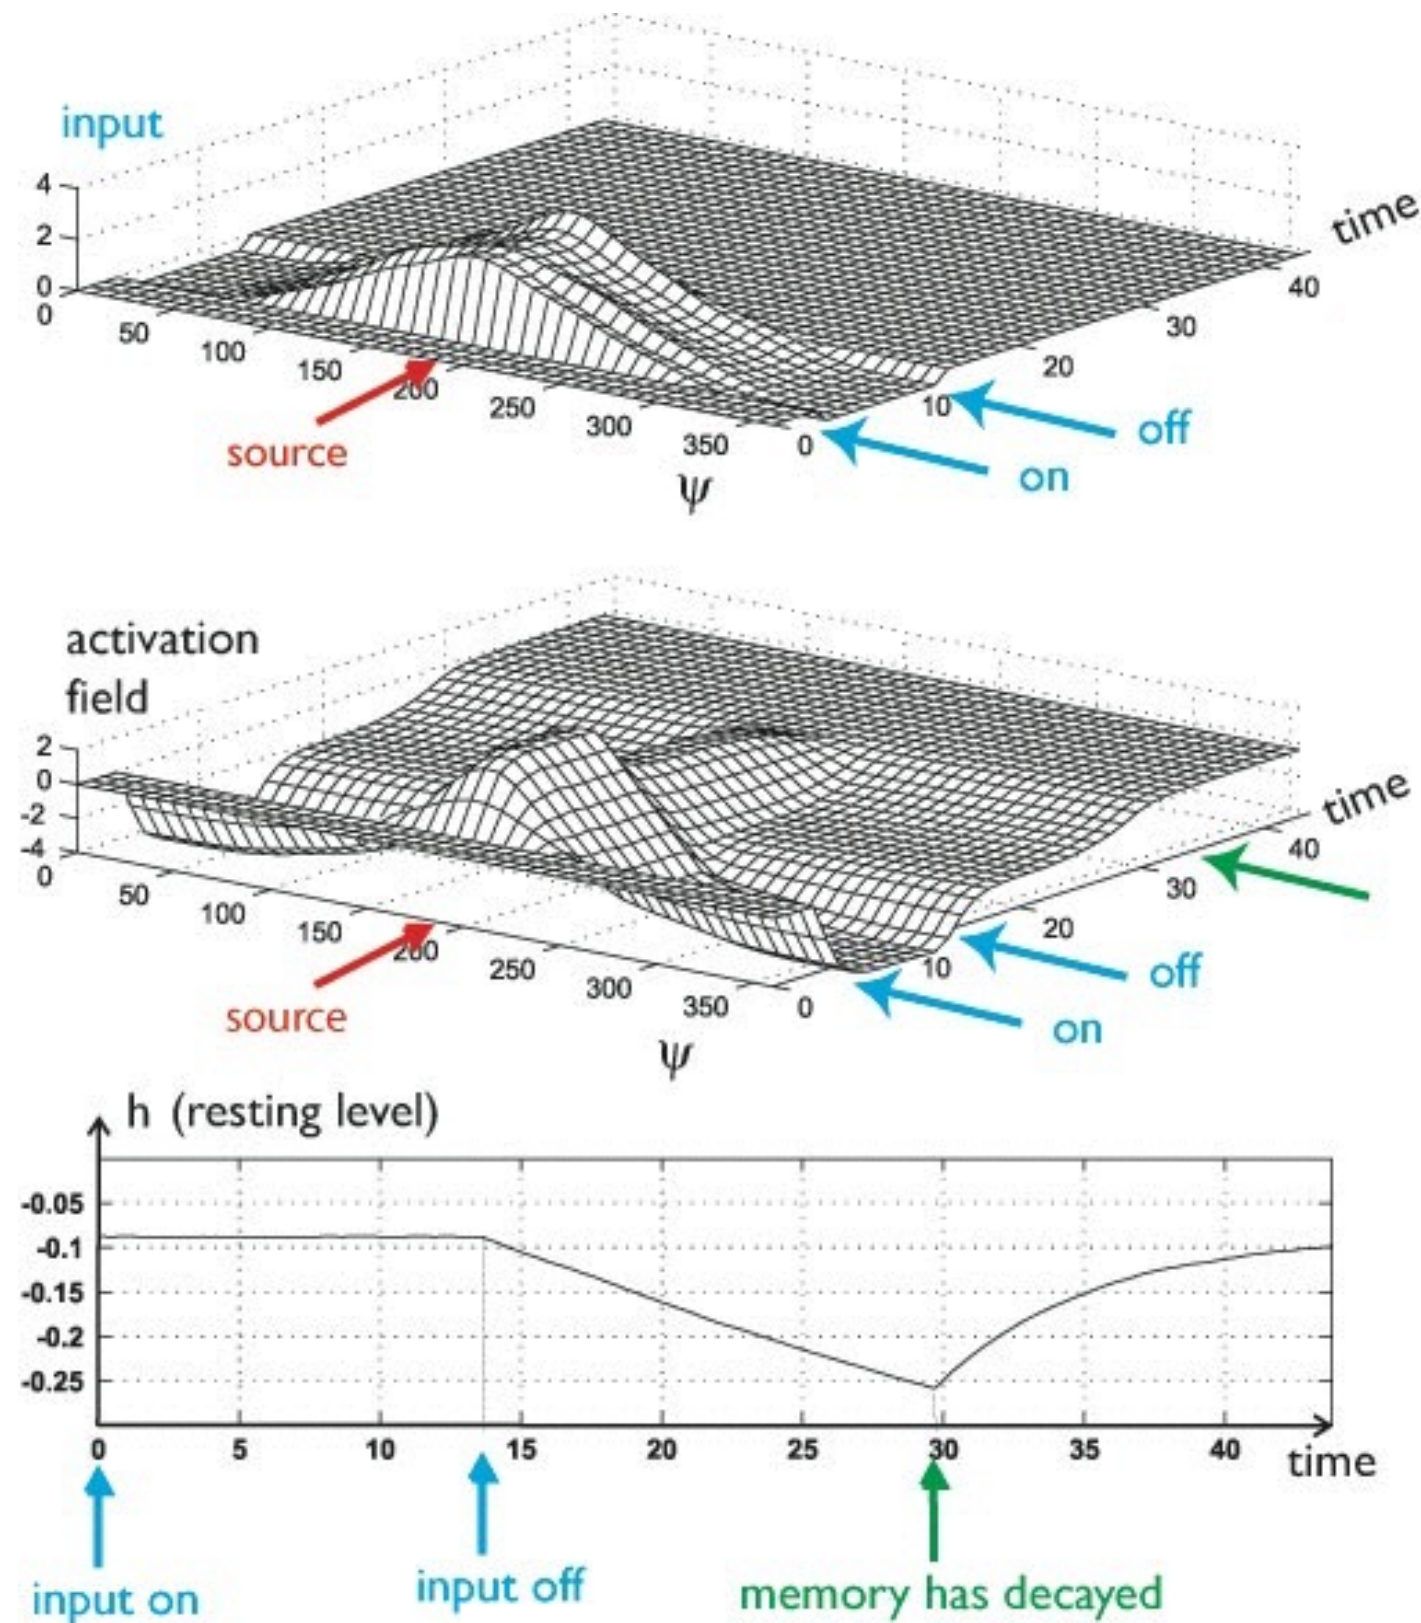 input
4
2
0
0
50
100
150
200
250
300
350
0
10
20
30
40
time
source
ψ
off
on
activation
field
2
0
-2
-4
0
50
100
150
200
250
300
350
0
10
20
30
40
time
source
ψ
off
on
h (resting level)
-0.05
-0.1
-0.15
-0.2
-0.25
0 5 10 15 20 25 30 35 40 time
input on input off memory has decayed